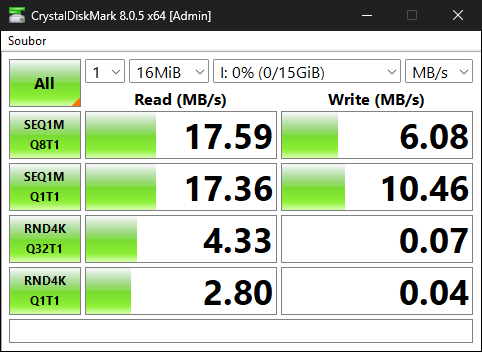 CrystalDiskMark 8.0.5 x64 [Admin]
Soubor
All
1
16MiB
I: 0% (0/15GiB)
MB/s
Read (MB/s)
Write (MB/s)
SEQ1M
Q8T1
17.59
6.08
SEQ1M
Q1T1
17.36
10.46
RND4K
Q32T1
4.33
0.07
RND4K
Q1T1
2.80
0.04